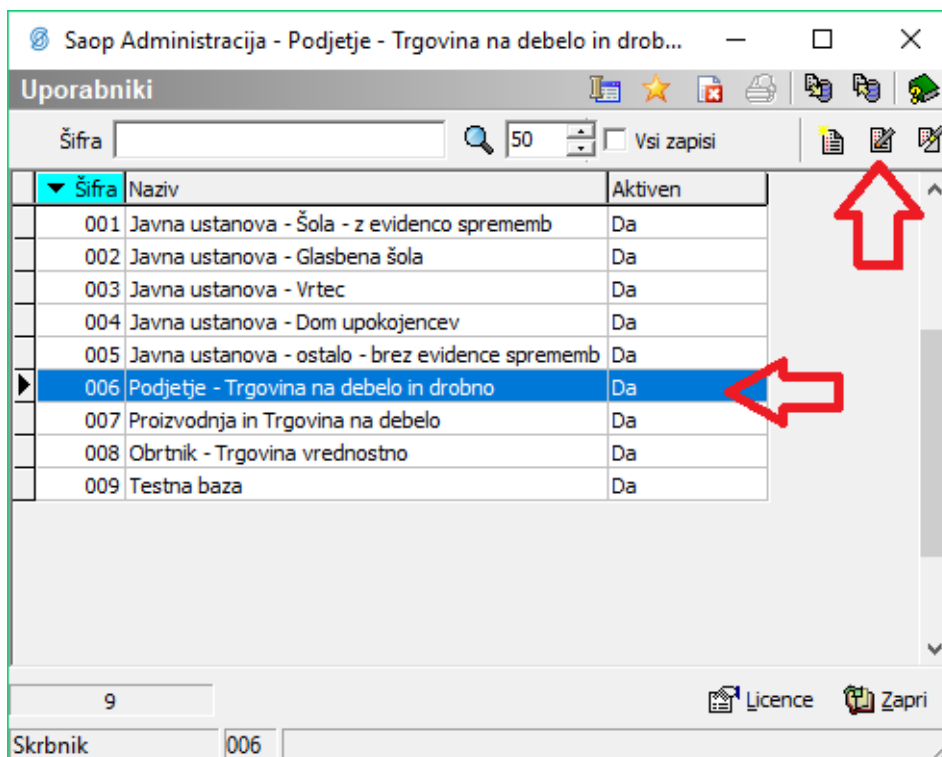 Saop Administracija - Podjetje - Trgovina na debelo in drob...
Uporabniki
Šifra 50 Vsi zapisi
Šifra Naziv Aktiven
001 Javna ustanova - Šola - z evidenco sprememb Da
002 Javna ustanova - Glasbena šola Da
003 Javna ustanova - Vrtec Da
004 Javna ustanova - Dom upokojencev Da
005 Javna ustanova - ostalo - brez evidence sprememb Da
006 Podjetje - Trgovina na debelo in drobno Da
007 Proizvodnja in Trgovina na debelo Da
008 Obrtnik - Trgovina vrednostno Da
009 Testna baza Da
9 Licence Zapri
Skrbnik 006